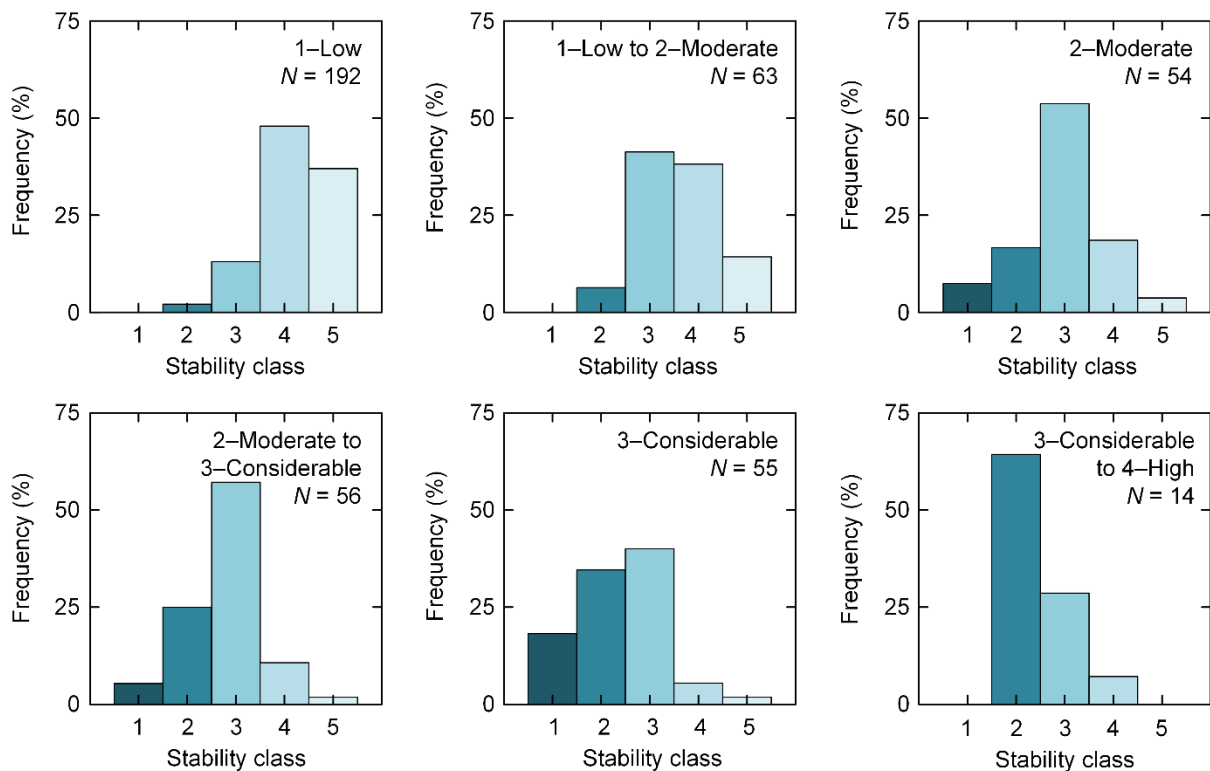 75
50
25
0
Frequency (%)
1–Low
N = 192
1 2 3 4 5
Stability class
75
50
25
0
Frequency (%)
1–Low to 2–Moderate
N = 63
1 2 3 4 5
Stability class
75
50
25
0
Frequency (%)
2–Moderate
N = 54
1 2 3 4 5
Stability class
75
50
25
0
Frequency (%)
2–Moderate to
3–Considerable
N = 56
1 2 3 4 5
Stability class
75
50
25
0
Frequency (%)
3–Considerable
N = 55
1 2 3 4 5
Stability class
75
50
25
0
Frequency (%)
3–Considerable
to 4–High
N = 14
1 2 3 4 5
Stability class